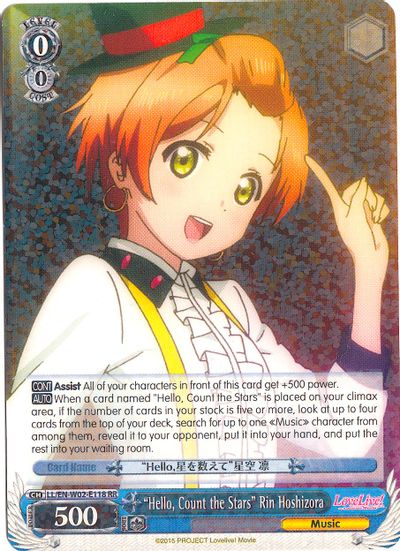 LEVEL
0
0
COST
CONT Assist All of your characters in front of this card get +500 power.
AUTO When a card named "Hello, Count the Stars" is placed on your climax
area, if the number of cards in your stock is five or more, look at up to four
cards from the top of your deck, search for up to one «Music» character from
among them, reveal it to your opponent, put it into your hand, and put the
rest into your waiting room.
Card Name
"Hello,星を数えて"星空 凛
CH LL/EN-W02-E118 RR
"Hello, Count the Stars" Rin Hoshizora
LoveLive!
POWER
500
Music
©2015 PROJECT Lovelive! Movie